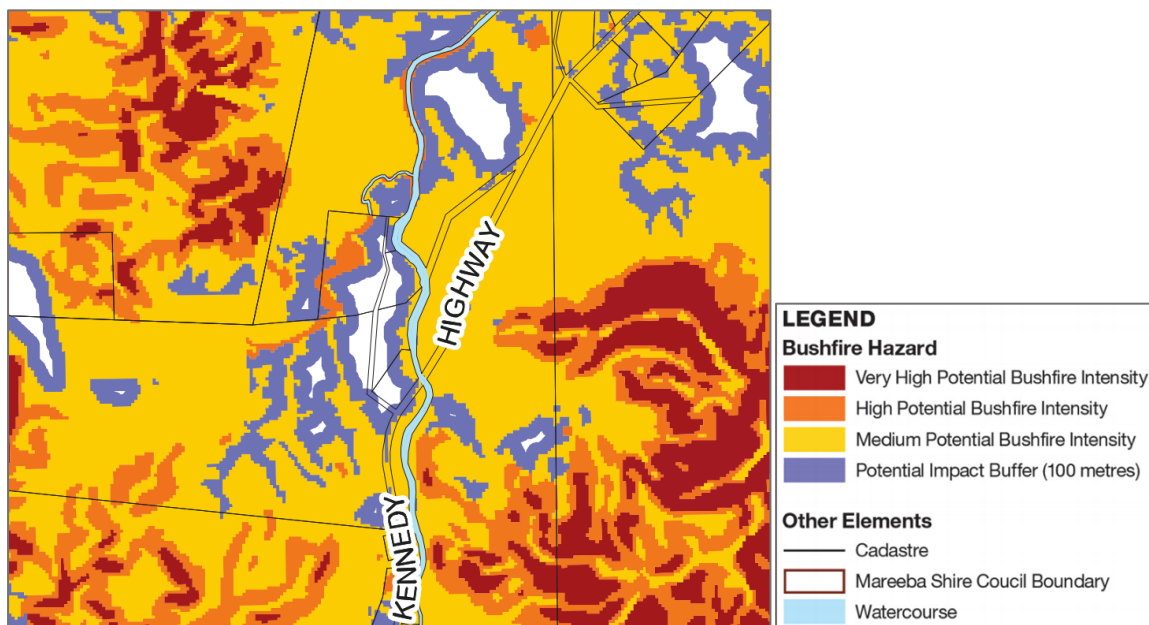 HIGHWAY
KENNEDY
LEGEND
Bushfire Hazard
Very High Potential Bushfire Intensity
High Potential Bushfire Intensity
Medium Potential Bushfire Intensity
Potential Impact Buffer (100 metres)
Other Elements
Cadastre
Mareeba Shire Coucil Boundary
Watercourse